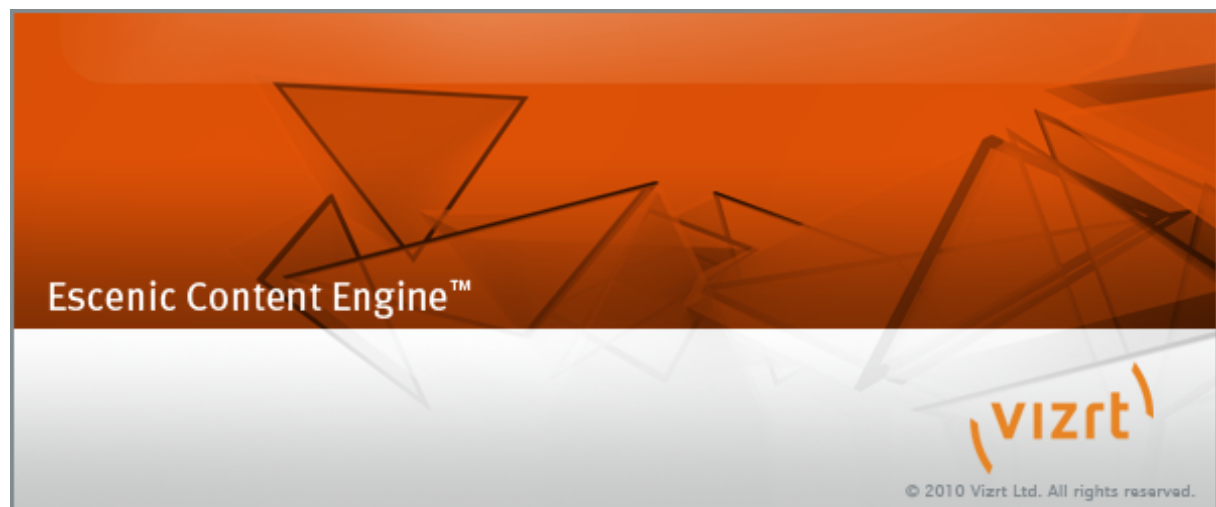 Escenic Content Engine™
vizrt
© 2010 Vizrt Ltd. All rights reserved.